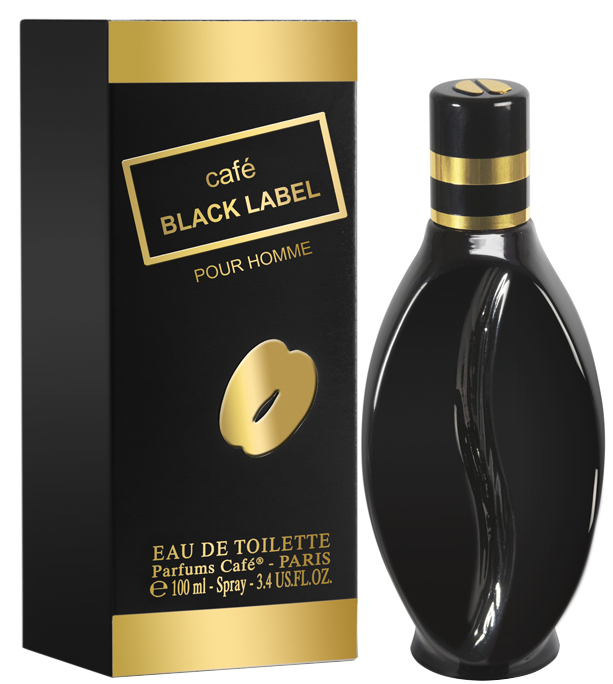 café
BLACK LABEL
POUR HOMME
EAU DE TOILETTE
Parfums Café® - PARIS
℮ 100 ml - Spray - 3.4 US.FL.OZ.